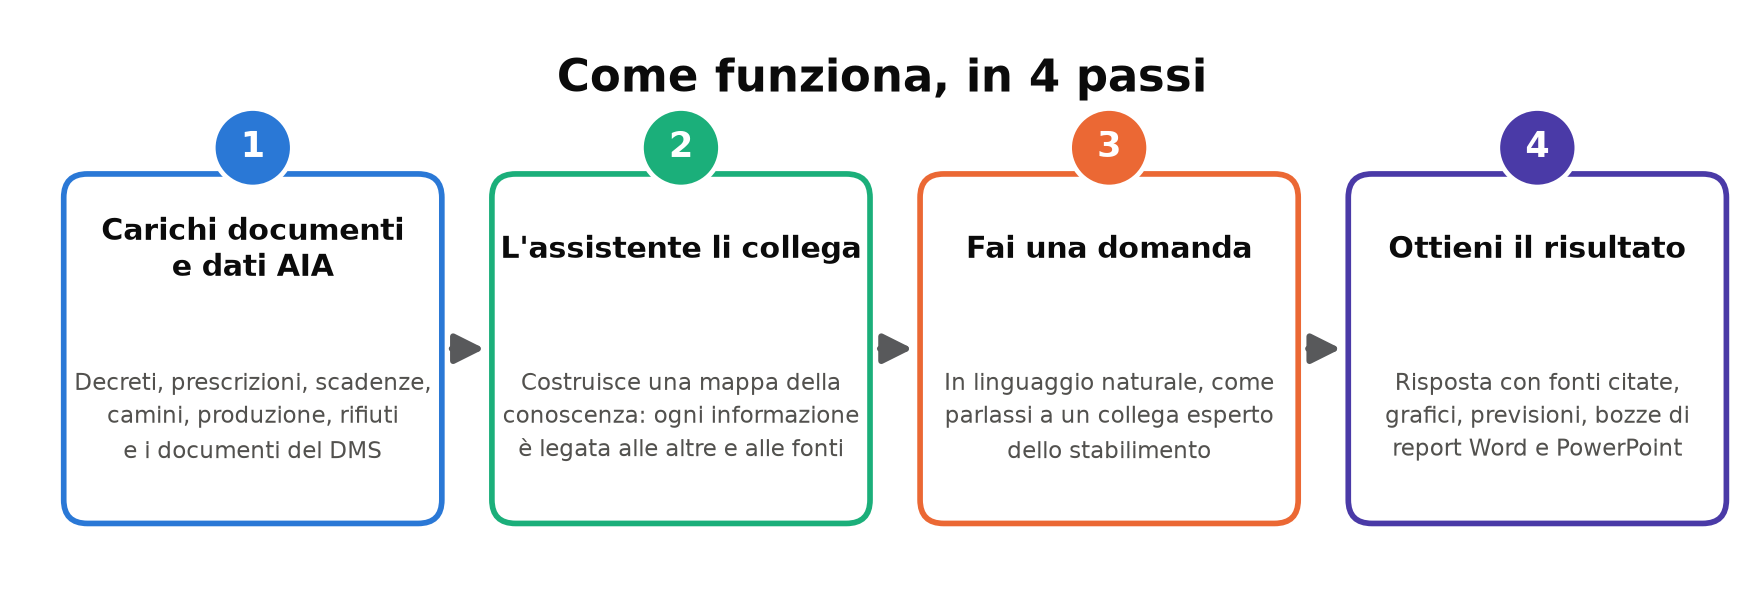 Come funziona, in 4 passi
1
Carichi documenti
e dati AIA
Decreti, prescrizioni, scadenze,
camini, produzione, rifiuti
e i documenti del DMS
2
L'assistente li collega
Costruisce una mappa della
conoscenza: ogni informazione
è legata alle altre e alle fonti
3
Fai una domanda
In linguaggio naturale, come
parlassi a un collega esperto
dello stabilimento
4
Ottieni il risultato
Risposta con fonti citate,
grafici, previsioni, bozze di
report Word e PowerPoint